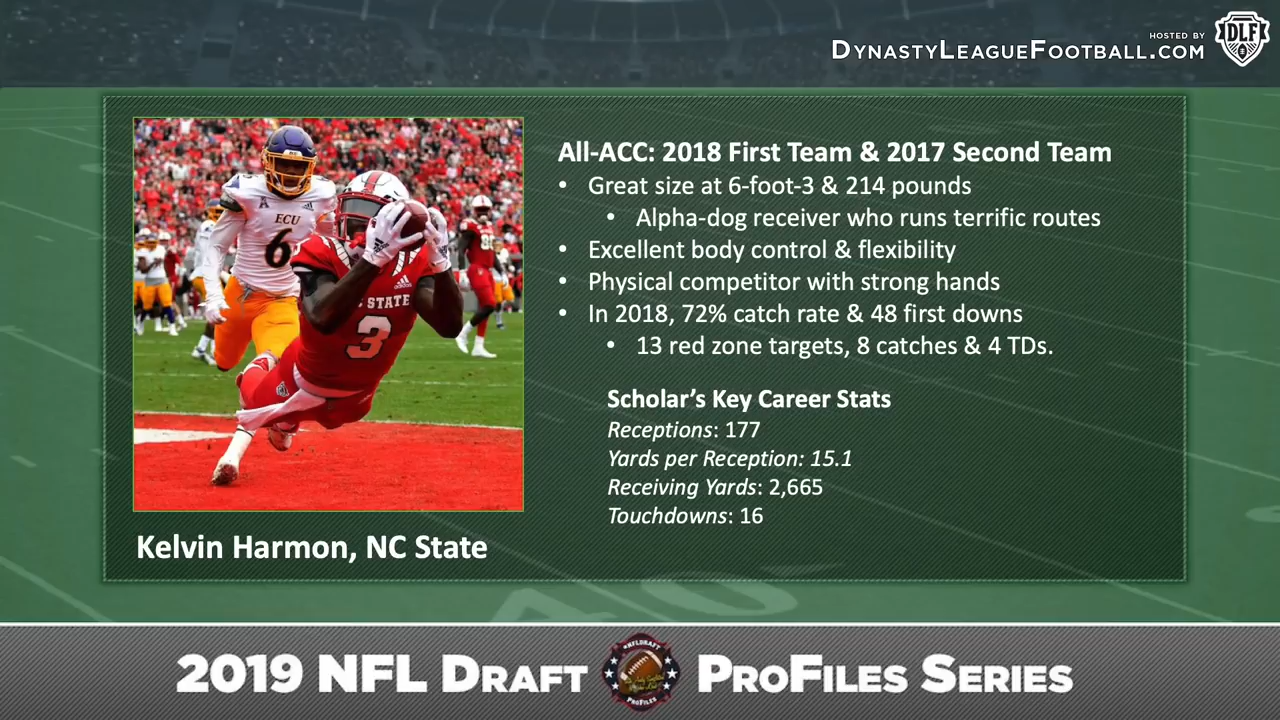 HOSTED BY
DYNASTYLEAGUEFOOTBALL.COM
DLF
All-ACC: 2018 First Team & 2017 Second Team
• Great size at 6-foot-3 & 214 pounds
• Alpha-dog receiver who runs terrific routes
• Excellent body control & flexibility
• Physical competitor with strong hands
• In 2018, 72% catch rate & 48 first downs
• 13 red zone targets, 8 catches & 4 TDs.
Scholar’s Key Career Stats
Receptions: 177
Yards per Reception: 15.1
Receiving Yards: 2,665
Touchdowns: 16
ECU
6
adidas
STATE
3
Kelvin Harmon, NC State
2019 NFL DRAFT PROFILES SERIES
#NFLDRAFT
PROFILES